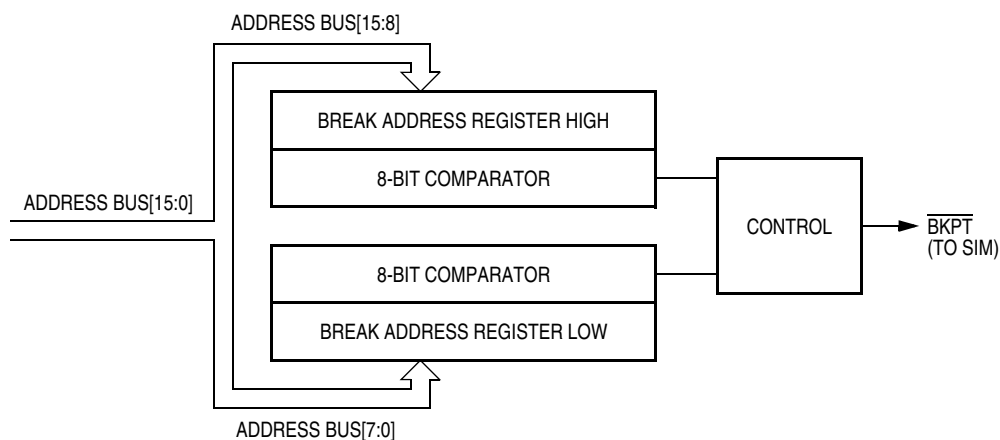 ADDRESS BUS[15:8]
BREAK ADDRESS REGISTER HIGH
8-BIT COMPARATOR
ADDRESS BUS[15:0]
CONTROL
BKPT
(TO SIM)
8-BIT COMPARATOR
BREAK ADDRESS REGISTER LOW
ADDRESS BUS[7:0]